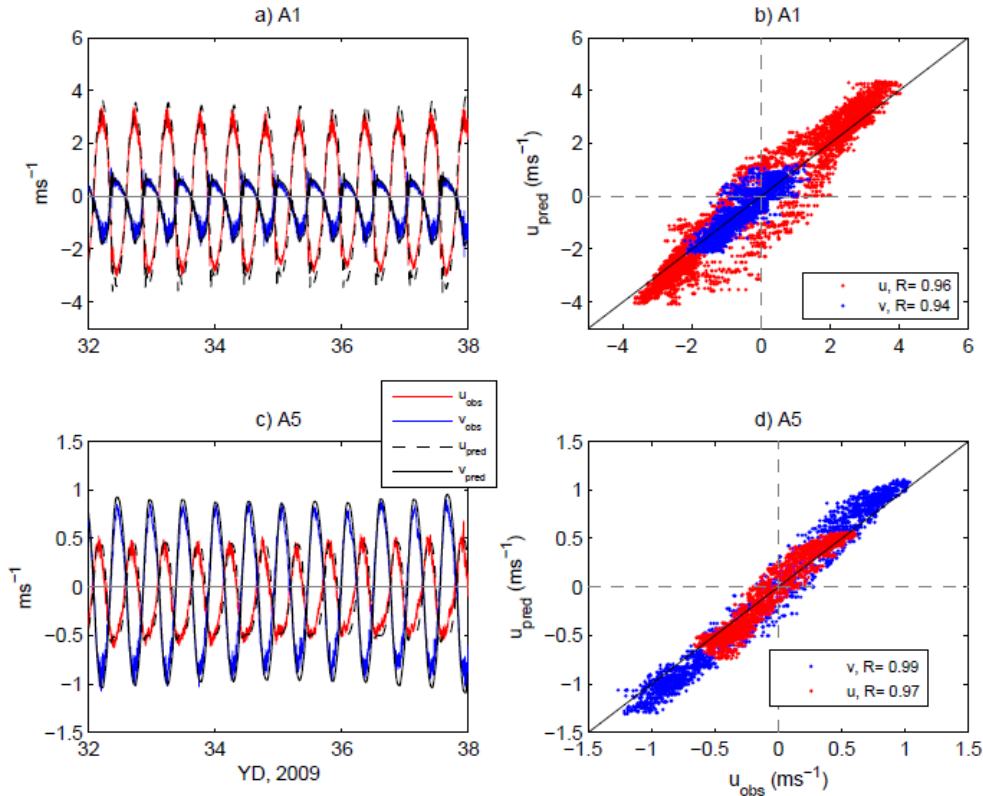 a) A1
6
4
2
0
−2
−4
ms⁻¹
32 34 36 38
b) A1
6
4
2
0
−2
−4
u_pred (ms⁻¹)
−4 −2 0 2 4 6
u, R= 0.96
v, R= 0.94
u_obs
v_obs
u_pred
v_pred
c) A5
1.5
1
0.5
0
−0.5
−1
−1.5
ms⁻¹
32 34 36 38
YD, 2009
d) A5
1.5
1
0.5
0
−0.5
−1
−1.5
u_pred (ms⁻¹)
−1.5 −1 −0.5 0 0.5 1 1.5
u_obs (ms⁻¹)
v, R= 0.99
u, R= 0.97